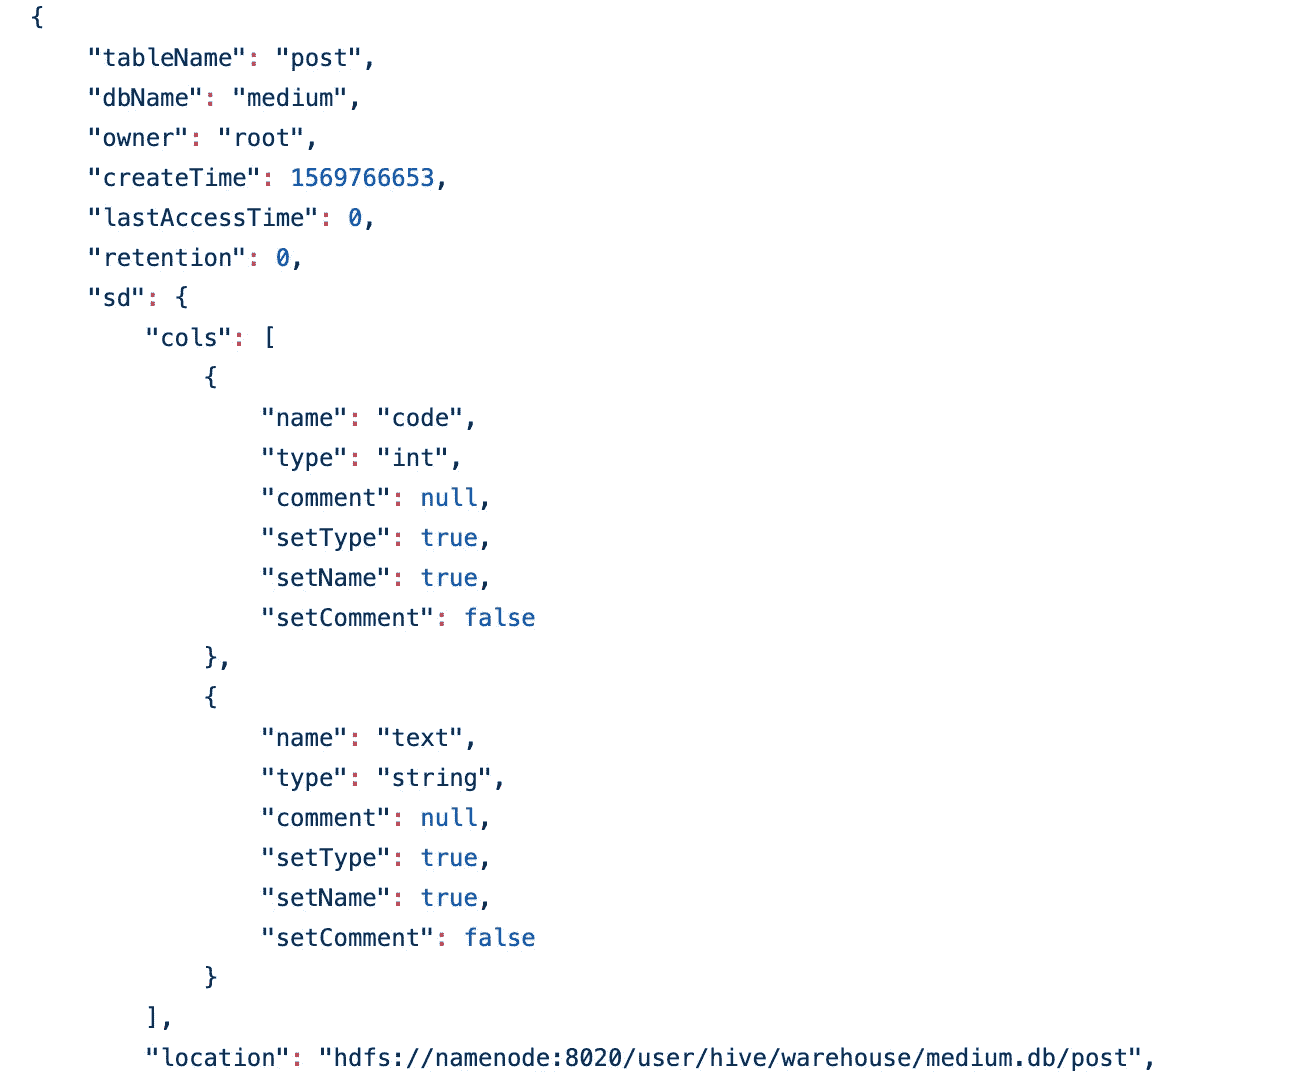 {
    "tableName": "post",
    "dbName": "medium",
    "owner": "root",
    "createTime": 1569766653,
    "lastAccessTime": 0,
    "retention": 0,
    "sd": {
        "cols": [
            {
                "name": "code",
                "type": "int",
                "comment": null,
                "setType": true,
                "setName": true,
                "setComment": false
            },
            {
                "name": "text",
                "type": "string",
                "comment": null,
                "setType": true,
                "setName": true,
                "setComment": false
            }
        ],
        "location": "hdfs://namenode:8020/user/hive/warehouse/medium.db/post",